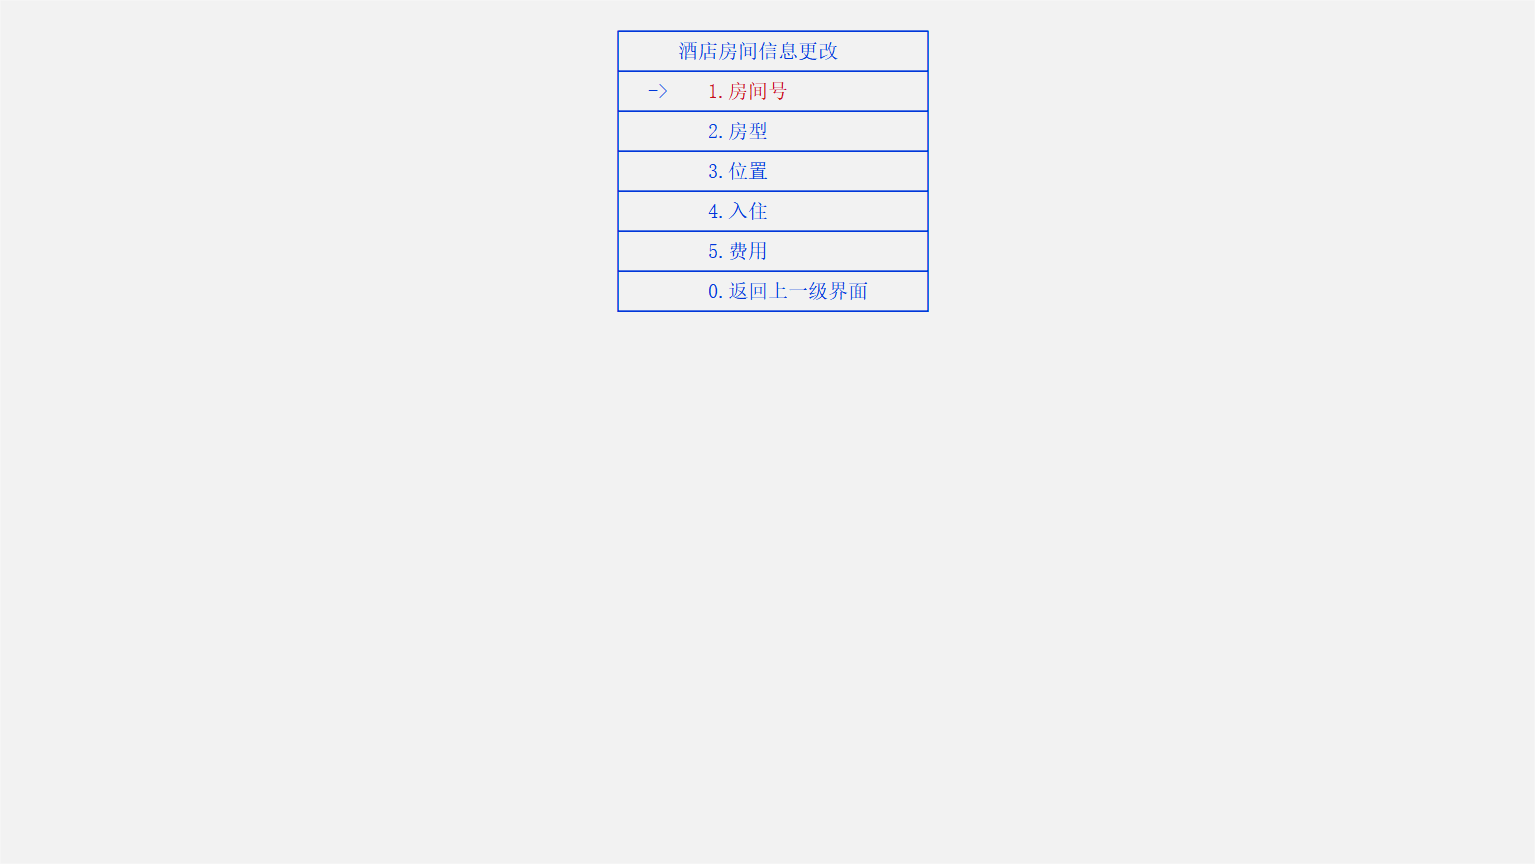 酒店房间信息更改
->  1.房间号
2.房型
3.位置
4.入住
5.费用
0.返回上一级界面